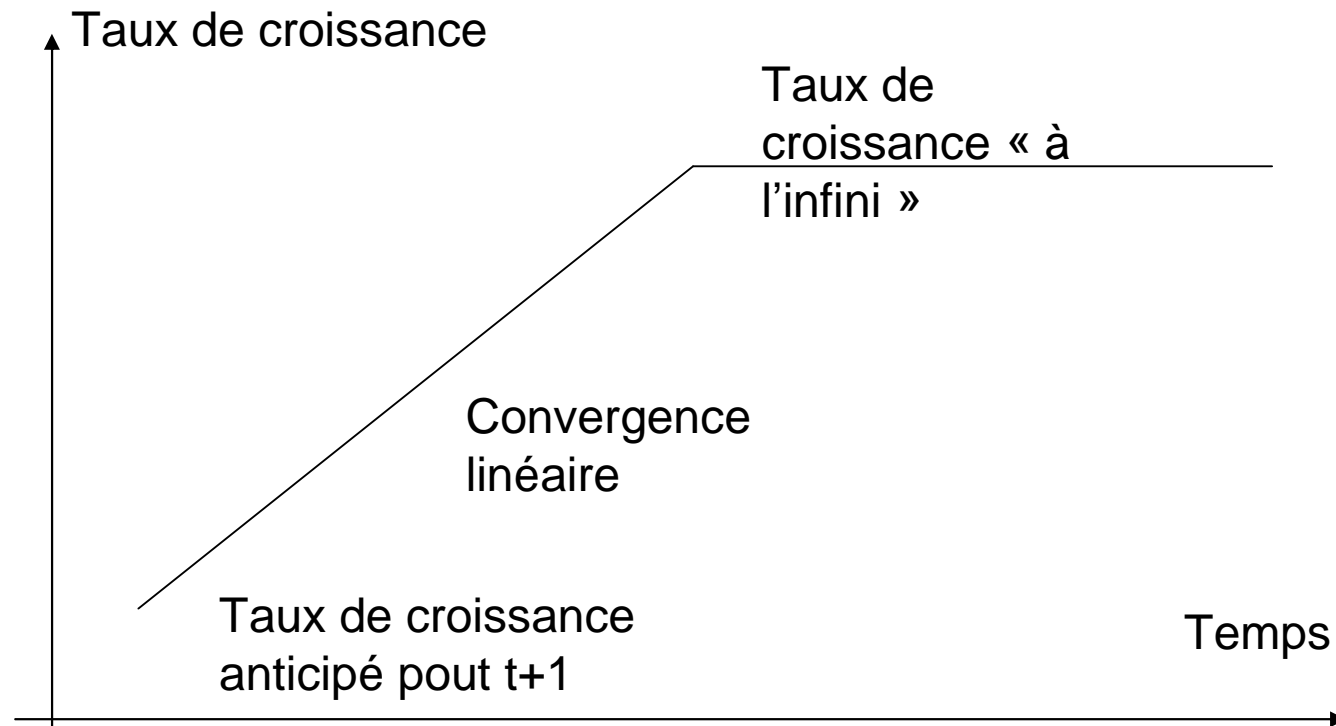 Taux de croissance
Taux de
croissance « à
l’infini »
Convergence
linéaire
Taux de croissance
anticipé pout t+1
Temps